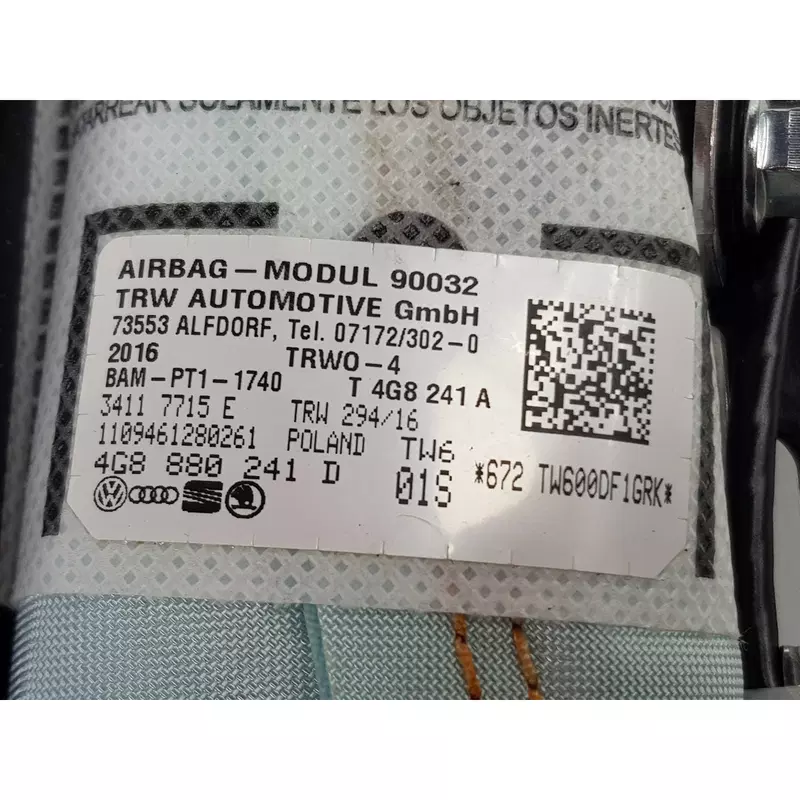 ARREAR SOLAMENTE LOS OBJETOS INERTES
AIRBAG-MODUL 90032
TRW AUTOMOTIVE GmbH
73553 ALFDORF, Tel. 07172/302-0
2016 TRWO-4
BAM-PT1-1740 T 4G8 241 A
3411 7715 E TRW 294/16
1109461280261 POLAND TW6
4G8 880 241 D 01S *672 TW600DF1GRK*